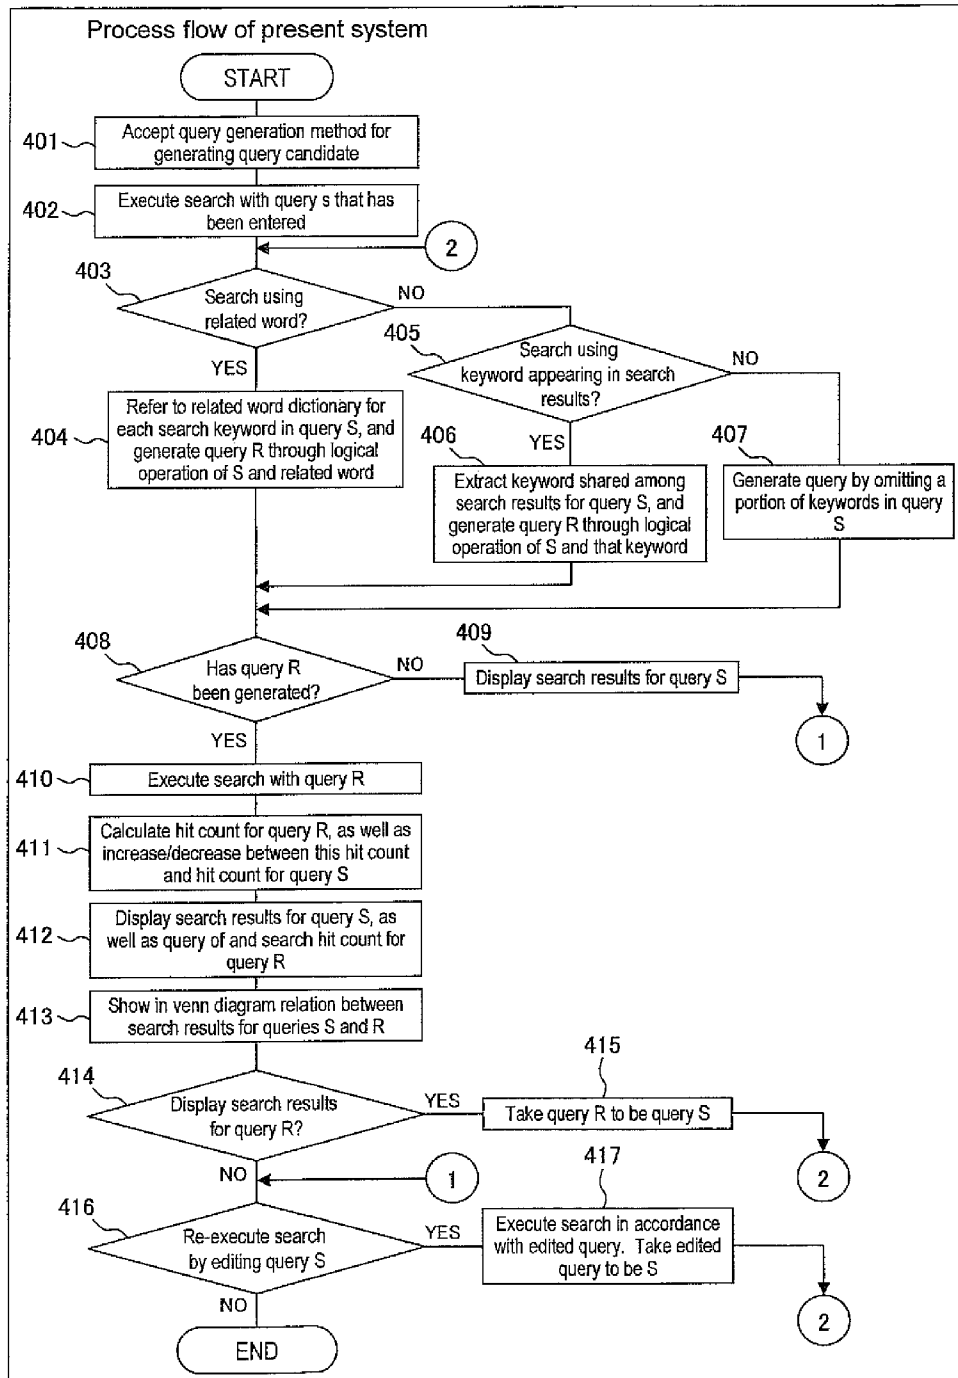 Process flow of present system
START
401
Accept query generation method for
generating query candidate
402
Execute search with query s that has
been entered
2
403
Search using
related word?
NO
YES
405
Search using
keyword appearing in search
results?
NO
YES
404
Refer to related word dictionary for
each search keyword in query S, and
generate query R through logical
operation of S and related word
406
Extract keyword shared among
search results for query S, and
generate query R through logical
operation of S and that keyword
407
Generate query by omitting a
portion of keywords in query
S
408
Has query R
been generated?
NO
YES
409
Display search results for query S
1
410
Execute search with query R
411
Calculate hit count for query R, as well as
increase/decrease between this hit count
and hit count for query S
412
Display search results for query S, as
well as query of and search hit count for
query R
413
Show in venn diagram relation between
search results for queries S and R
414
Display search results
for query R?
YES
NO
415
Take query R to be query S
2
1
416
Re-execute search
by editing query S
YES
NO
417
Execute search in accordance
with edited query. Take edited
query to be S
2
END